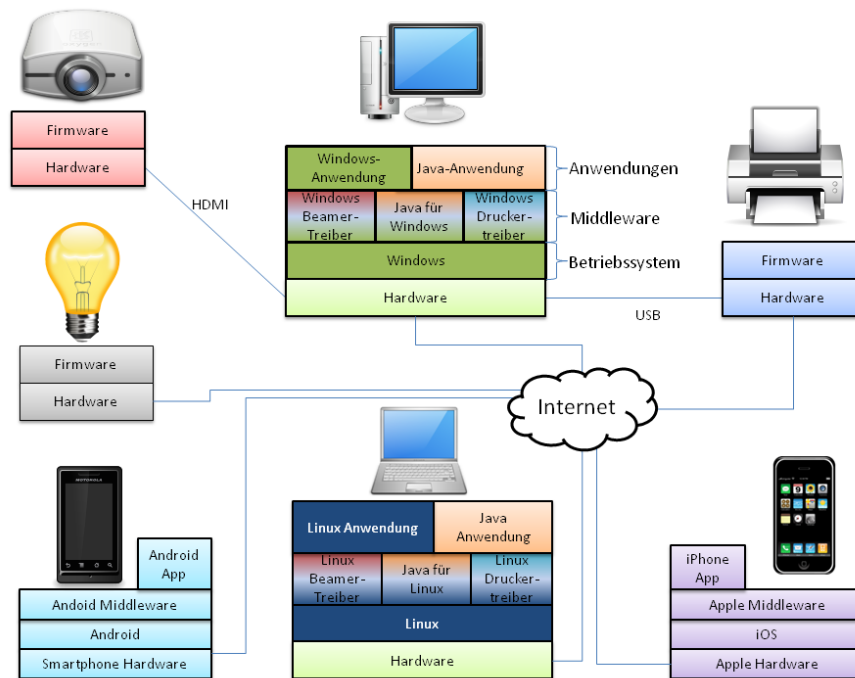 Firmware
Hardware
HDMI
Windows-
Anwendung
Java-Anwendung
Anwendungen
Windows
Beamer-
Treiber
Java für
Windows
Windows
Drucker-
treiber
Middleware
Windows
Betriebssystem
Hardware
USB
Firmware
Hardware
Firmware
Hardware
Internet
MOTOROLA
Android
App
Andoid Middleware
Android
Smartphone Hardware
Linux Anwendung
Java
Anwendung
Linux
Beamer-
Treiber
Java für
Linux
Linux
Drucker-
treiber
Linux
Hardware
iPhone
App
Apple Middleware
iOS
Apple Hardware